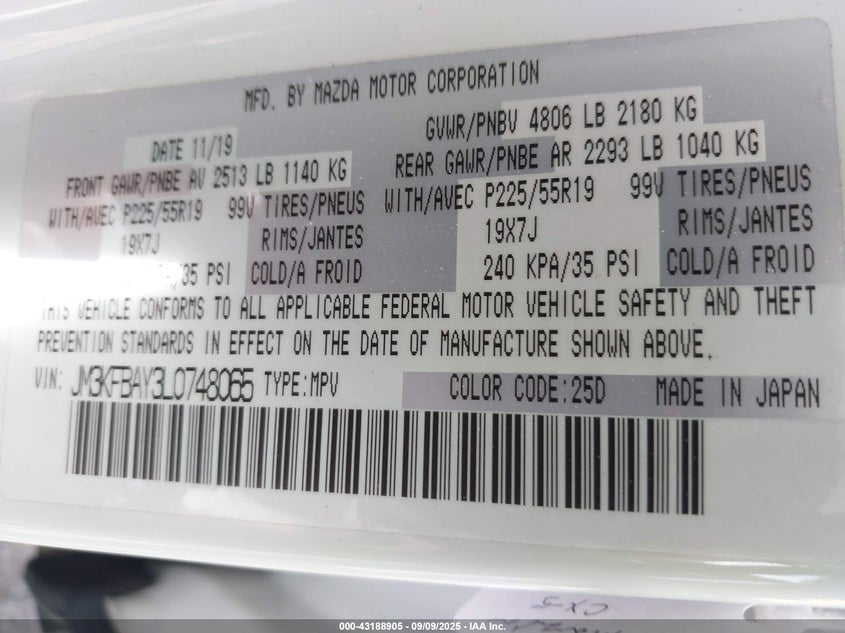 MFD. BY MAZDA MOTOR CORPORATION
DATE 11/19 GVWR/PNBV 4806 LB 2180 KG
FRONT GAWR/PNBE AV 2513 LB 1140 KG REAR GAWR/PNBE AR 2293 LB 1040 KG
WITH/AVEC P225/55R19 99V TIRES/PNEUS WITH/AVEC P225/55R19 99V TIRES/PNEUS
19X7J RIMS/JANTES 19X7J RIMS/JANTES
/35 PSI COLD/A FROID 240 KPA/35 PSI COLD/A FROID
THIS VEHICLE CONFORMS TO ALL APPLICABLE FEDERAL MOTOR VEHICLE SAFETY AND THEFT
PREVENTION STANDARDS IN EFFECT ON THE DATE OF MANUFACTURE SHOWN ABOVE.
VIN: JM3KFBAY3L0748065 TYPE:MPV COLOR CODE:25D MADE IN JAPAN
CX-5
000-43188905 - 09/09/2025 - IAA Inc.